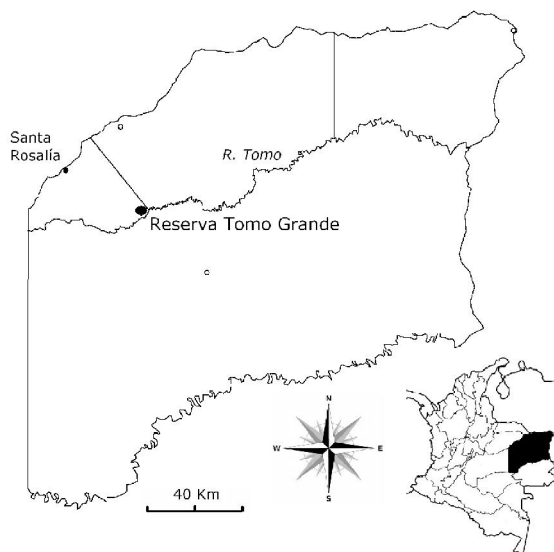 Santa
Rosalía
R. Tomo
Reserva Tomo Grande
N
W
E
S
40 Km